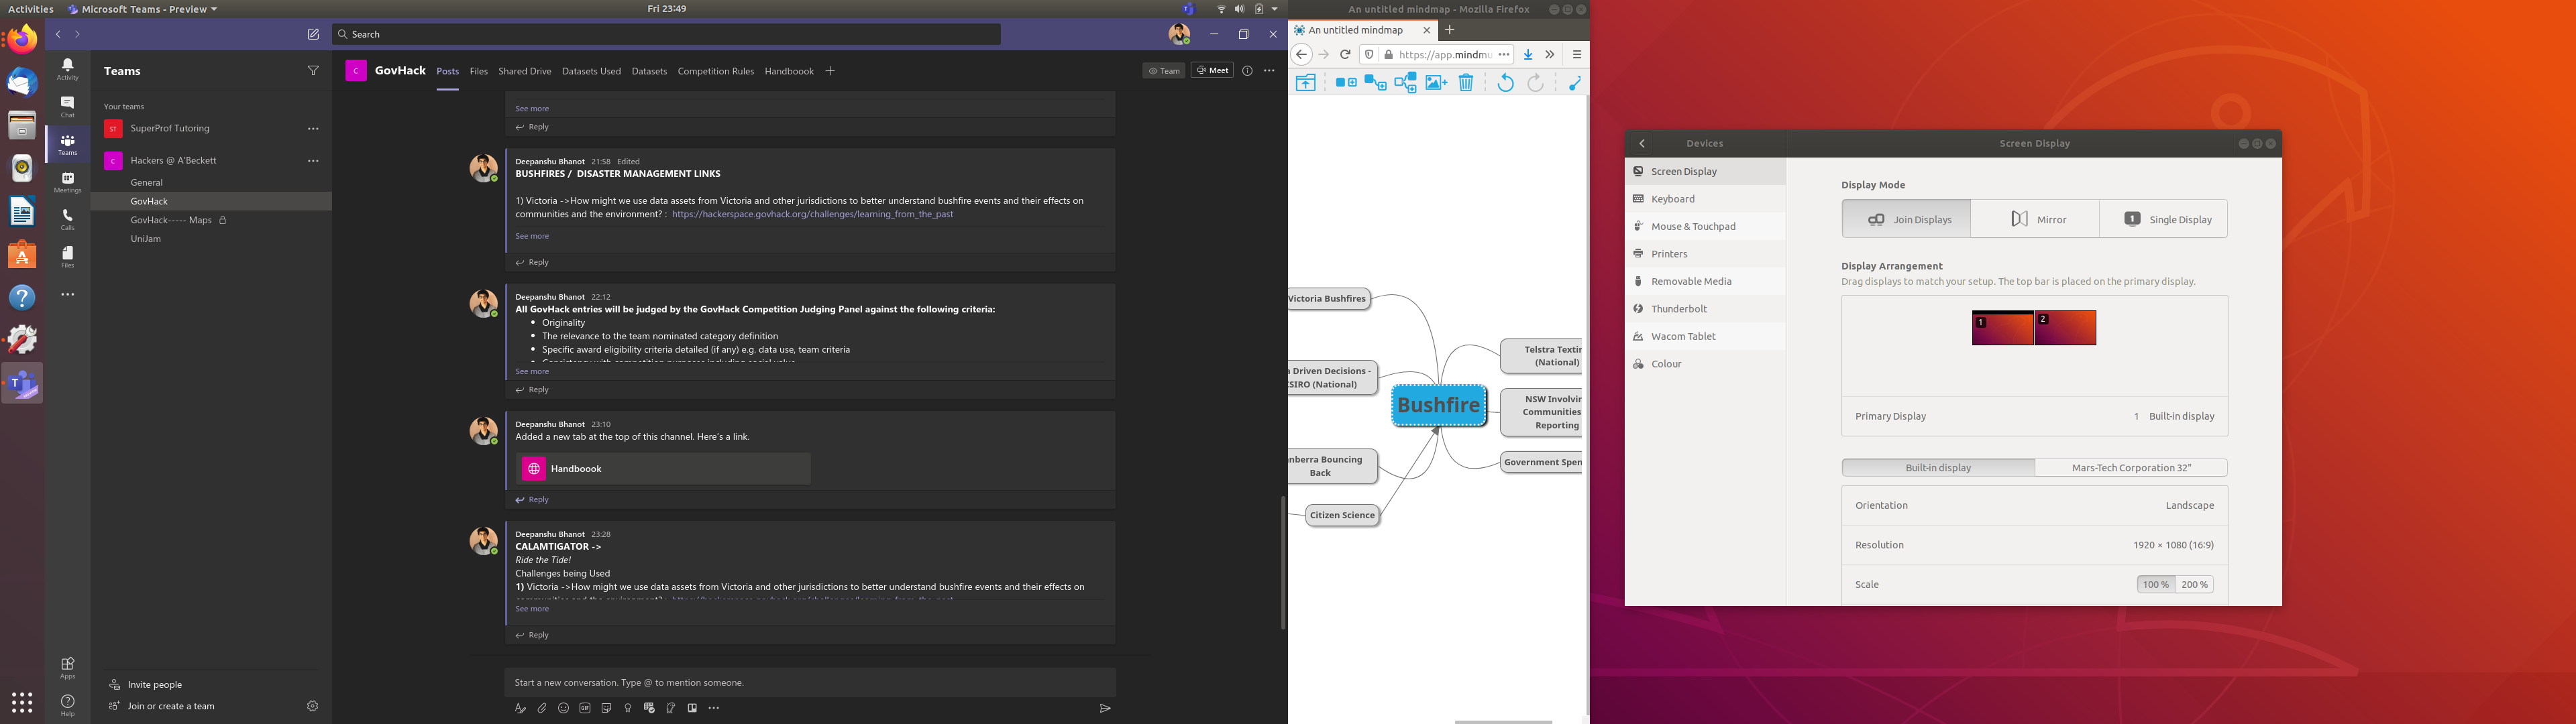 Activities
Microsoft Teams - Preview
Fri 23:49
Search
Activity
Chat
Teams
Meetings
Calls
Files
Apps
Help
Teams
Your teams
ST
SuperProf Tutoring
C
Hackers @ A'Beckett
General
GovHack
GovHack----- Maps
UniJam
Invite people
Join or create a team
C
GovHack
Posts
Files
Shared Drive
Datasets Used
Datasets
Competition Rules
Handboook
Team
Meet
See more
Reply
Deepanshu Bhanot 21:58 Edited
BUSHFIRES / DISASTER MANAGEMENT LINKS
1) Victoria ->How might we use data assets from Victoria and other jurisdictions to better understand bushfire events and their effects on
communities and the environment? : https://hackerspace.govhack.org/challenges/learning_from_the_past
See more
Reply
Deepanshu Bhanot 22:12
All GovHack entries will be judged by the GovHack Competition Judging Panel against the following criteria:
• Originality
• The relevance to the team nominated category definition
• Specific award eligibility criteria detailed (if any) e.g. data use, team criteria
See more
Reply
Deepanshu Bhanot 23:10
Added a new tab at the top of this channel. Here's a link.
Handboook
Reply
Deepanshu Bhanot 23:28
CALAMTIGATOR ->
Ride the Tide!
Challenges being Used
1) Victoria ->How might we use data assets from Victoria and other jurisdictions to better understand bushfire events and their effects on
See more
Reply
Start a new conversation. Type @ to mention someone.
GIF
An untitled mindmap - Mozilla Firefox
An untitled mindmap
https://app.mindmu
Victoria Bushfires
a Driven Decisions -
SIRO (National)
anberra Bouncing
Back
Citizen Science
Bushfire
Telstra Textin
(National)
NSW Involvin
Communities
Reporting
Government Spen
Devices
Screen Display
Screen Display
Keyboard
Mouse & Touchpad
Printers
Removable Media
Thunderbolt
Wacom Tablet
Colour
Display Mode
Join Displays
Mirror
1
Single Display
Display Arrangement
Drag displays to match your setup. The top bar is placed on the primary display.
1
2
Primary Display
1 Built-in display
Built-in display
Mars-Tech Corporation 32"
Orientation
Landscape
Resolution
1920 × 1080 (16:9)
Scale
100 %
200 %